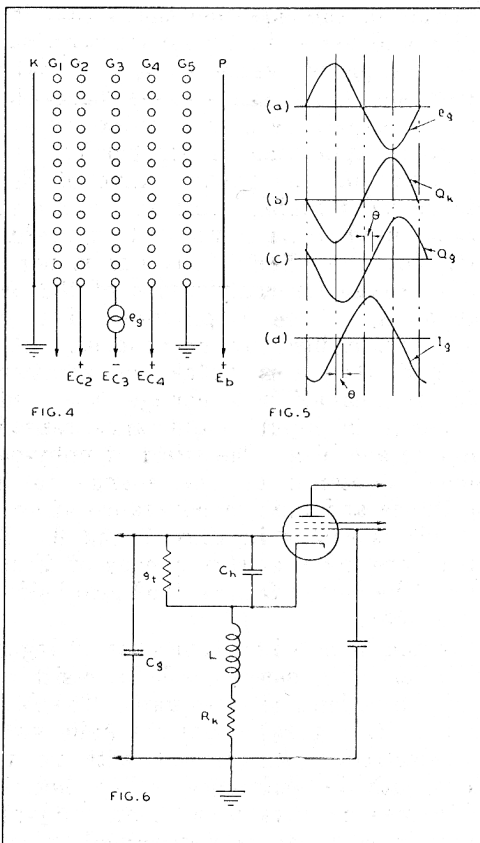 K G1 G2 G3 G4 G5 P
eg
+ − + +
EC2 EC3 EC4 Eb
FIG.4
(a) eg
(b) Qk
θ
(c) Qg
(d) Ig
θ
FIG.5
gt Ch
Cg L
Rk
FIG.6